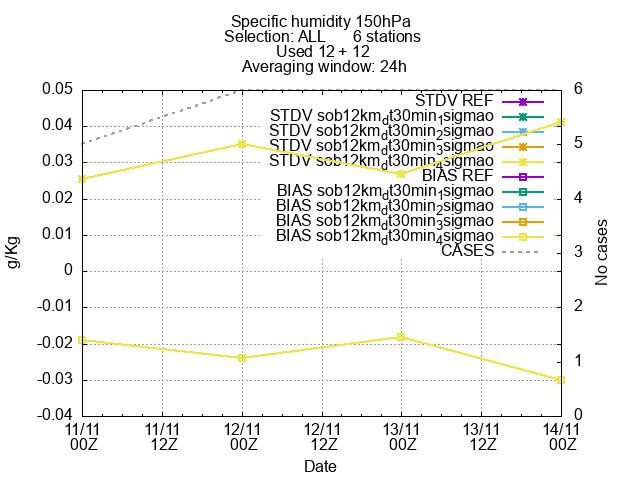 Specific humidity 150hPa
Selection: ALL 6 stations
Used 12 + 12
Averaging window: 24h
0.05
0.04
0.03
0.02
0.01
0
-0.01
-0.02
-0.03
-0.04
g/Kg
STDV REF
STDV sob12km_dt30min_1sigmao
STDV sob12km_dt30min_2sigmao
STDV sob12km_dt30min_3sigmao
STDV sob12km_dt30min_4sigmao
BIAS REF
BIAS sob12km_dt30min_1sigmao
BIAS sob12km_dt30min_2sigmao
BIAS sob12km_dt30min_3sigmao
BIAS sob12km_dt30min_4sigmao
CASES
6
5
4
3
2
1
0
No cases
11/11 11/11 12/11 12/11 13/11 13/11 14/11
00Z 12Z 00Z 12Z 00Z 12Z 00Z
Date